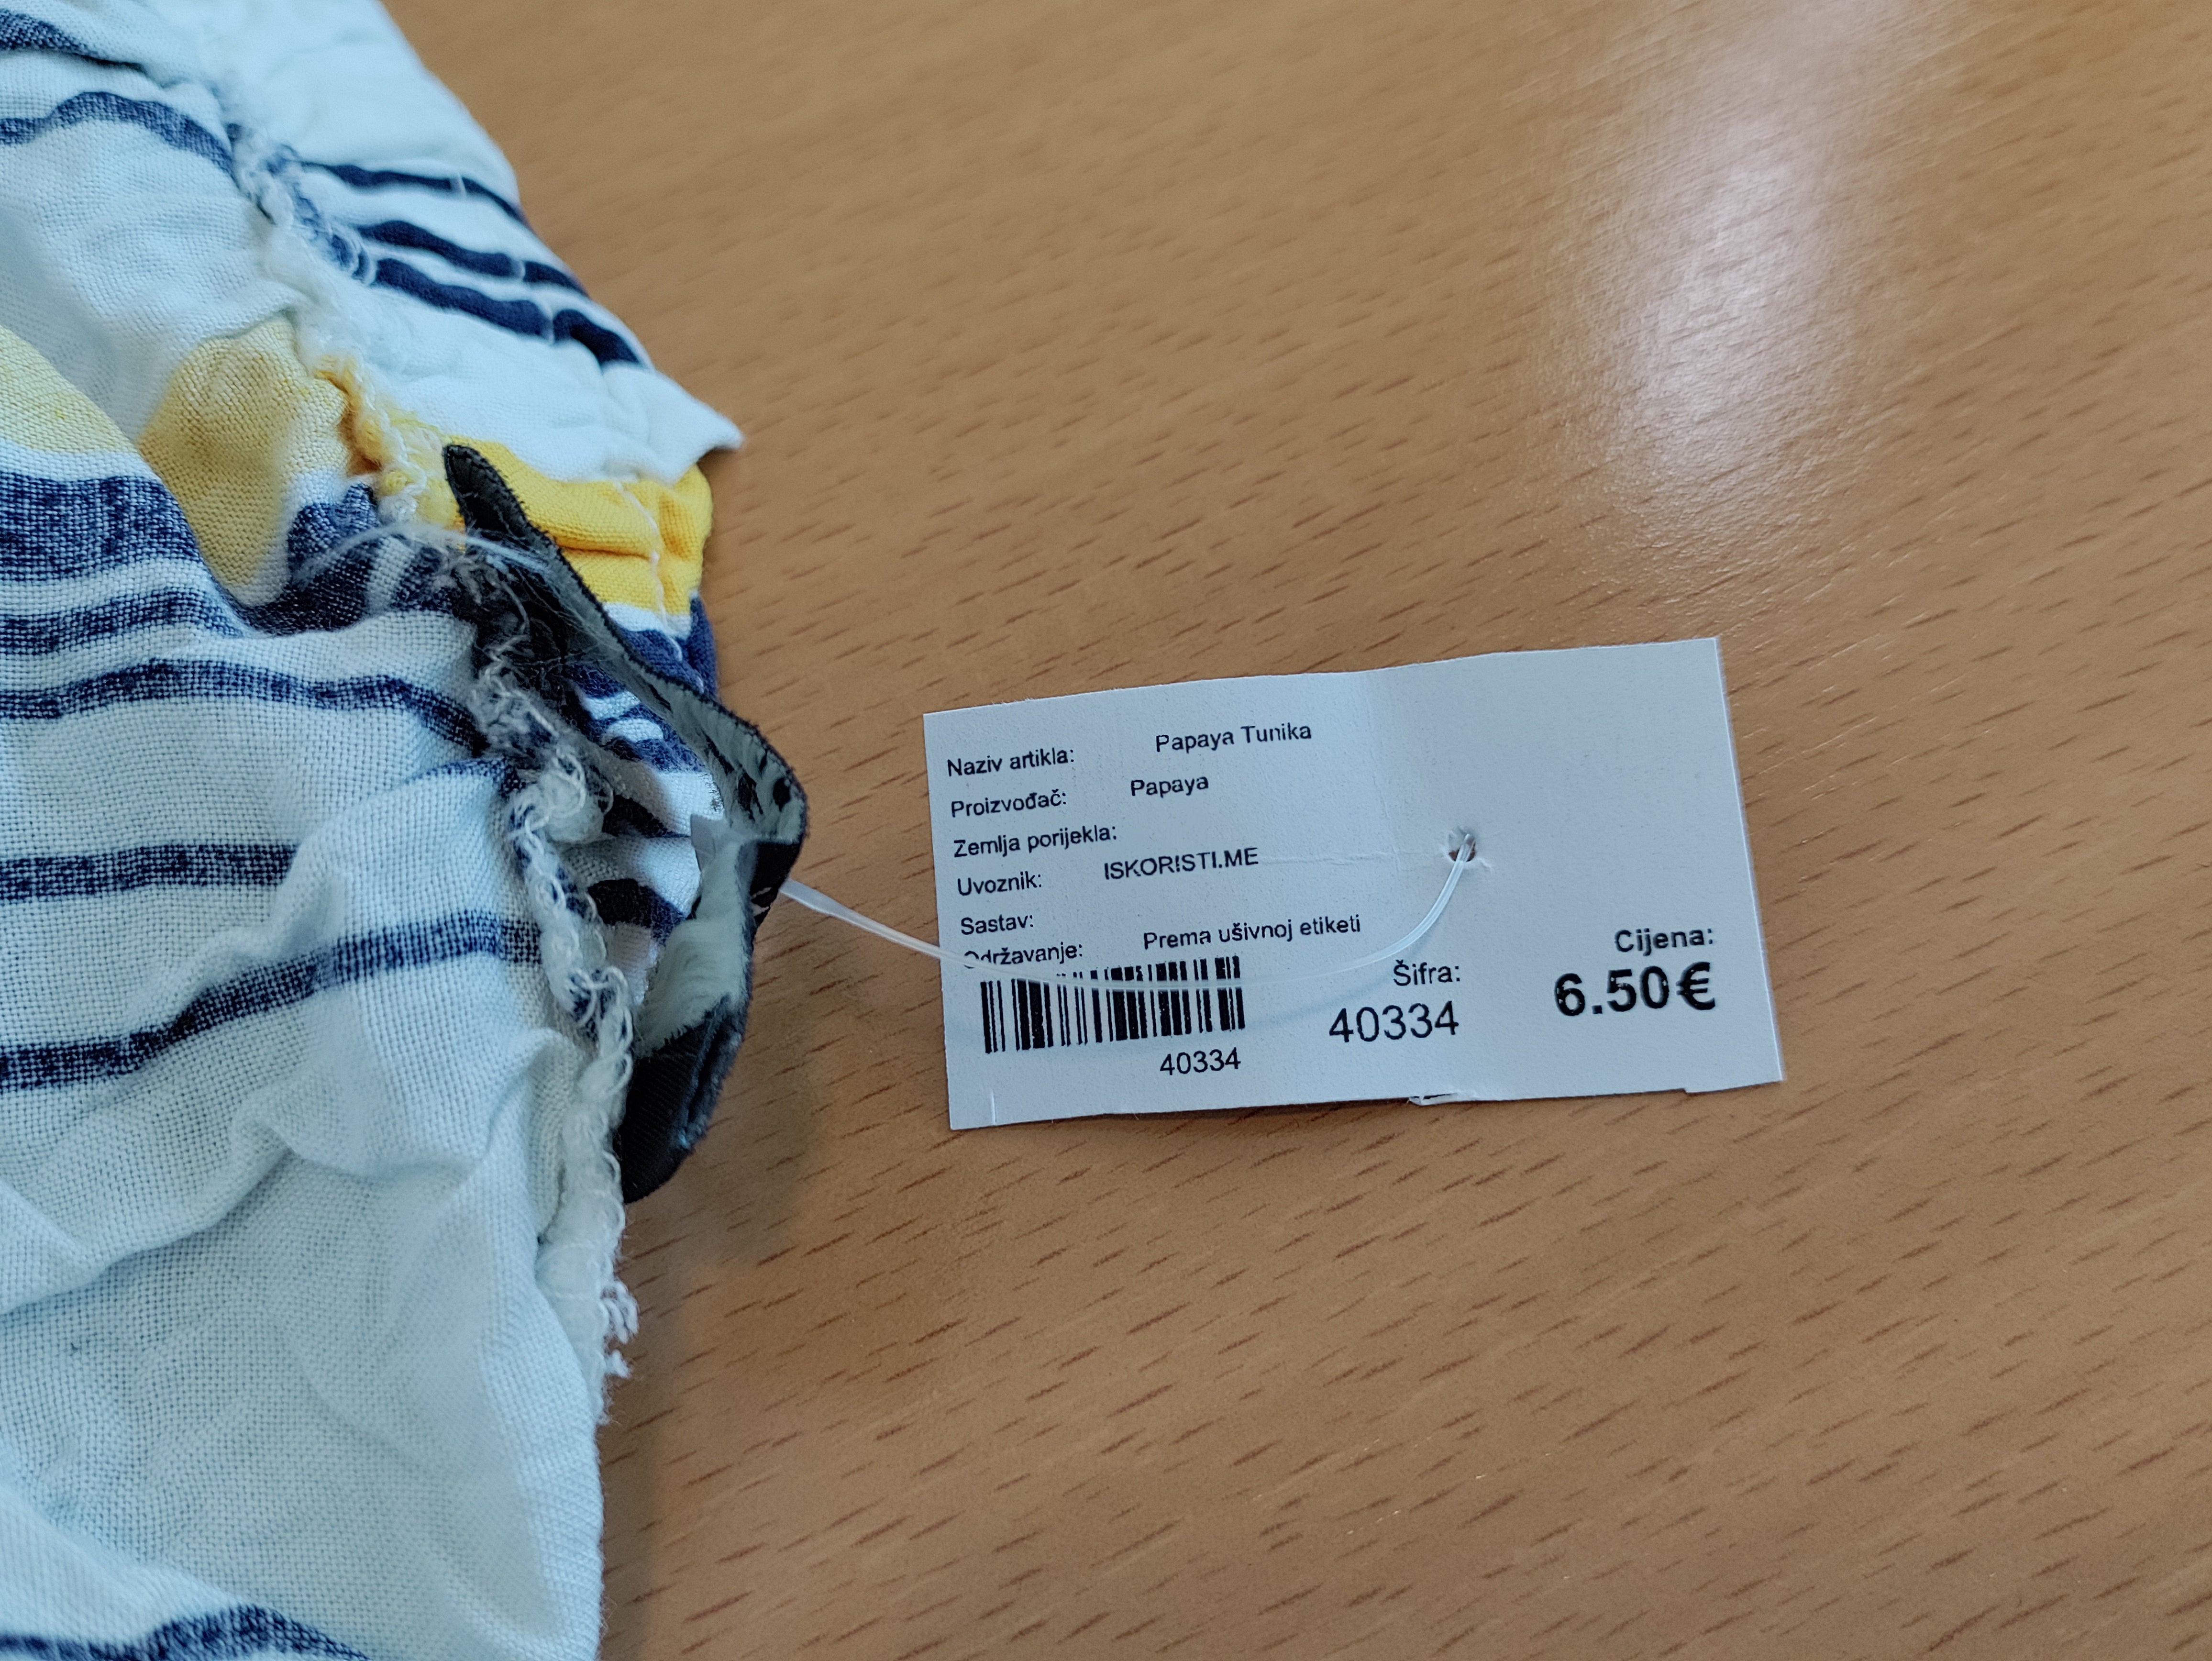 Naziv artikla: Papaya Tunika
Proizvođač: Papaya
Zemlja porijekla:
Uvoznik: ISKORISTI.ME
Sastav:
Održavanje: Prema ušivnoj etiketi
40334
Šifra:
40334
Cijena:
6.50€